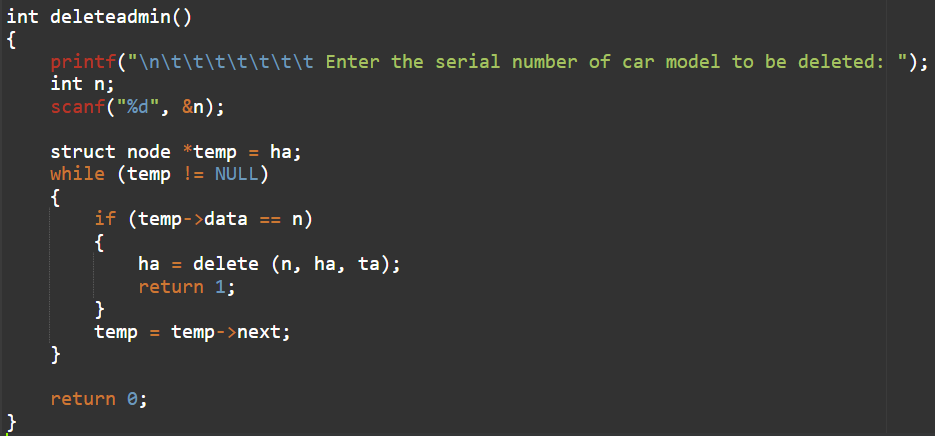 int deleteadmin()
{
    printf("\n\t\t\t\t\t\t\t Enter the serial number of car model to be deleted: ");
    int n;
    scanf("%d", &n);

    struct node *temp = ha;
    while (temp != NULL)
    {
        if (temp->data == n)
        {
            ha = delete (n, ha, ta);
            return 1;
        }
        temp = temp->next;
    }

    return 0;
}